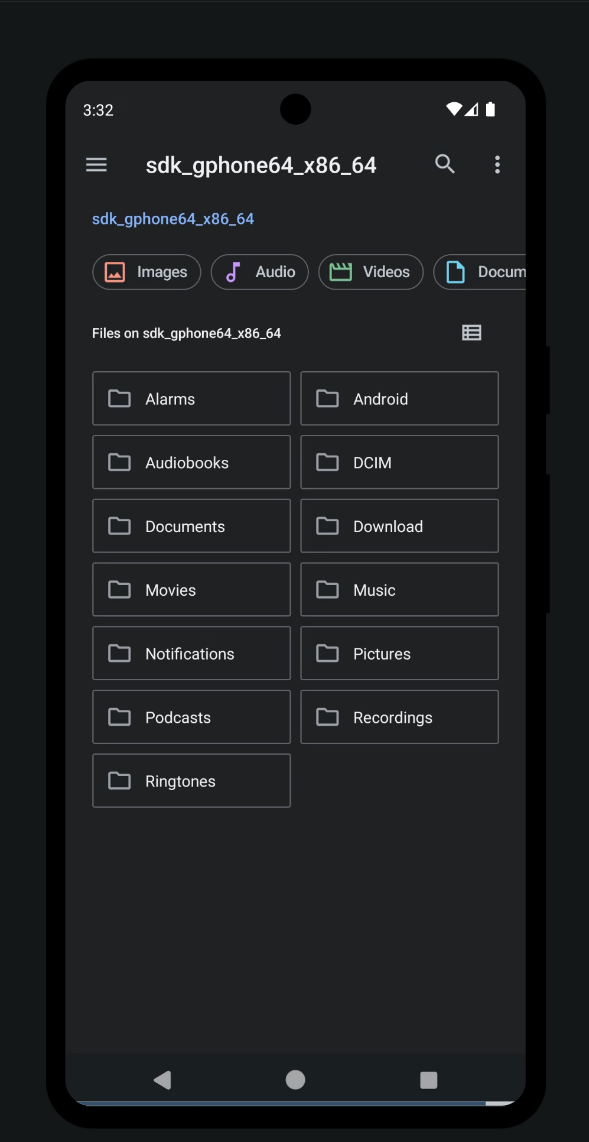 3:32
sdk_gphone64_x86_64
sdk_gphone64_x86_64
Images Audio Videos Docum
Files on sdk_gphone64_x86_64
Alarms Android
Audiobooks DCIM
Documents Download
Movies Music
Notifications Pictures
Podcasts Recordings
Ringtones